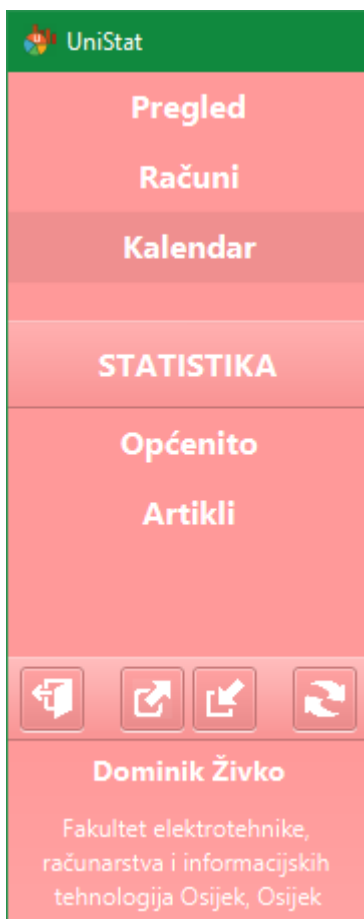 UniStat
Pregled
Računi
Kalendar
STATISTIKA
Općenito
Artikli
Dominik Živko
Fakultet elektrotehnike,
računarstva i informacijskih
tehnologija Osijek, Osijek